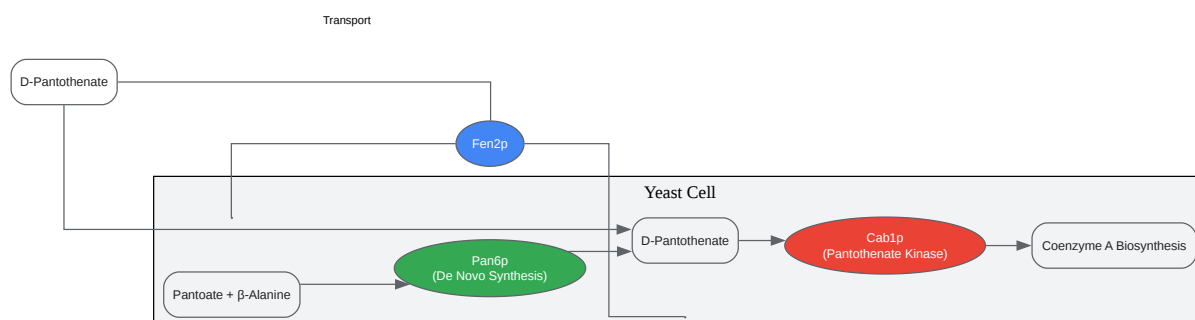 Transport
D-Pantothenate
Fen2p
Yeast Cell
D-Pantothenate
Cab1p
(Pantothenate Kinase)
Coenzyme A Biosynthesis
Pan6p
(De Novo Synthesis)
Pantoate + β-Alanine